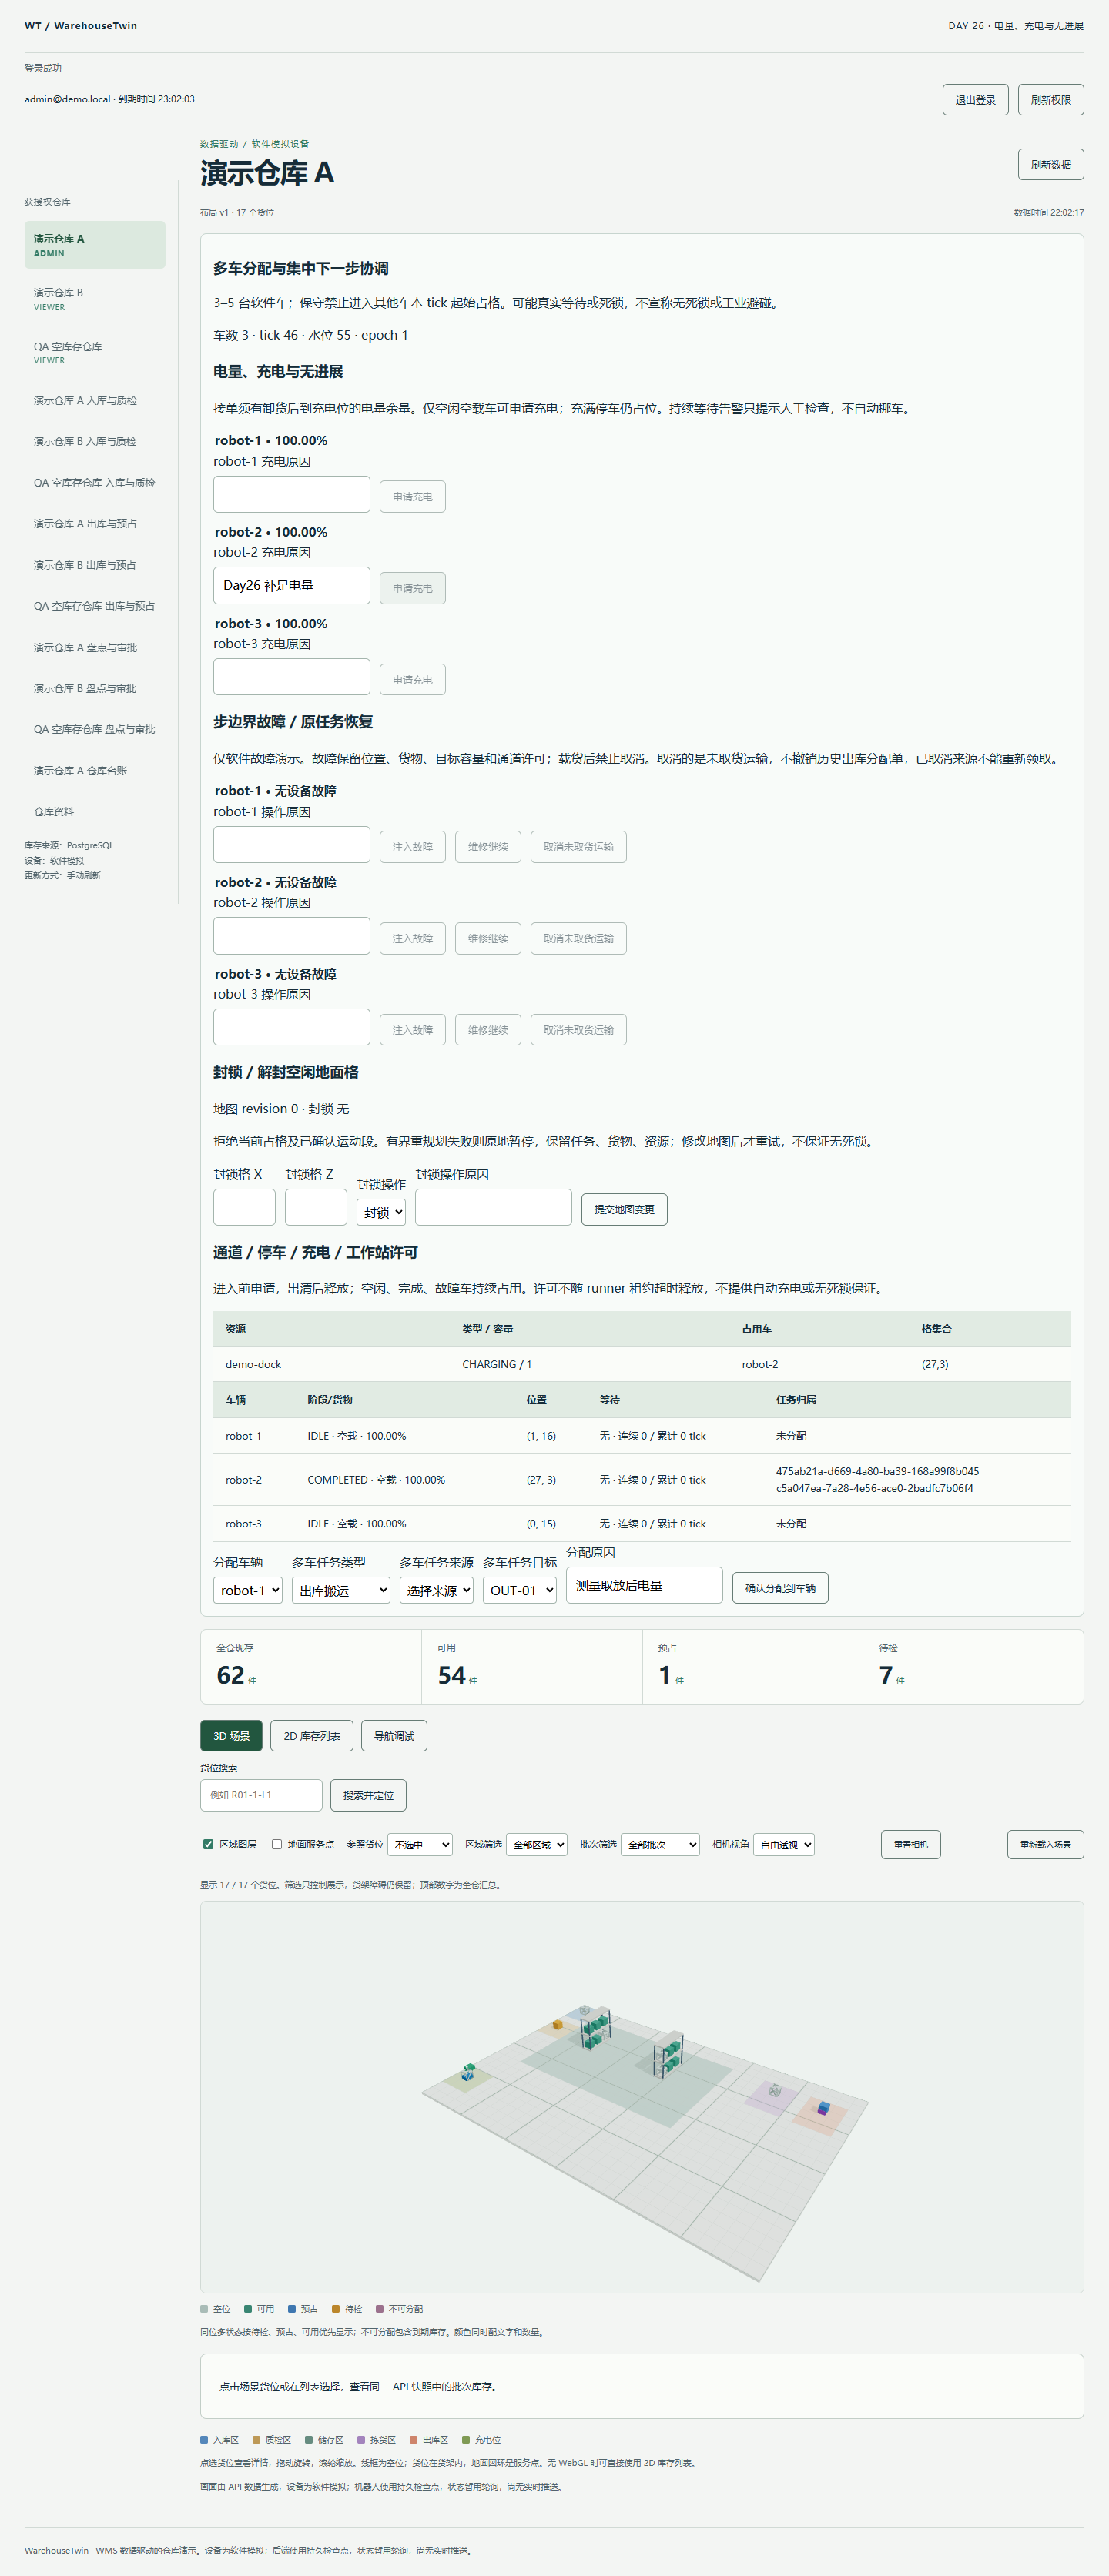 WT / WarehouseTwin
DAY 26 · 电量、充电与无进展
登录成功
admin@demo.local · 到期时间 23:02:03
退出登录
刷新权限
获授权仓库
演示仓库 A
ADMIN
演示仓库 B
VIEWER
QA 空库存仓库
VIEWER
演示仓库 A 入库与质检
演示仓库 B 入库与质检
QA 空库存仓库 入库与质检
演示仓库 A 出库与预占
演示仓库 B 出库与预占
QA 空库存仓库 出库与预占
演示仓库 A 盘点与审批
演示仓库 B 盘点与审批
QA 空库存仓库 盘点与审批
演示仓库 A 仓库台账
仓库资料
库存来源：PostgreSQL
设备：软件模拟
更新方式：手动刷新
数据驱动 / 软件模拟设备
演示仓库 A
刷新数据
布局 v1 · 17 个货位
数据时间 22:02:17
多车分配与集中下一步协调
3–5 台软件车；保守禁止进入其他车本 tick 起始占格。可能真实等待或死锁，不宣称无死锁或工业避碰。
车数 3 · tick 46 · 水位 55 · epoch 1
电量、充电与无进展
接单须有卸货后到充电位的电量余量。仅空闲空载车可申请充电；充满停车仍占位。持续等待告警只提示人工检查，不自动挪车。
robot-1 • 100.00%
robot-1 充电原因
申请充电
robot-2 • 100.00%
robot-2 充电原因
Day26 补足电量
申请充电
robot-3 • 100.00%
robot-3 充电原因
申请充电
步边界故障 / 原任务恢复
仅软件故障演示。故障保留位置、货物、目标容量和通道许可；载货后禁止取消。取消的是未取货运输，不撤销历史出库分配单，已取消来源不能重新领取。
robot-1 • 无设备故障
robot-1 操作原因
注入故障
维修继续
取消未取货运输
robot-2 • 无设备故障
robot-2 操作原因
注入故障
维修继续
取消未取货运输
robot-3 • 无设备故障
robot-3 操作原因
注入故障
维修继续
取消未取货运输
封锁 / 解封空闲地面格
地图 revision 0 · 封锁 无
拒绝当前占格及已确认运动段。有界重规划失败则原地暂停，保留任务、货物、资源；修改地图后才重试，不保证无死锁。
封锁格 X
封锁格 Z
封锁操作
封锁
封锁操作原因
提交地图变更
通道 / 停车 / 充电 / 工作站许可
进入前申请，出清后释放；空闲、完成、故障车持续占用。许可不随 runner 租约超时释放，不提供自动充电或无死锁保证。
资源 类型 / 容量 占用车 格集合
demo-dock CHARGING / 1 robot-2 (27,3)
车辆 阶段/货物 位置 等待 任务归属
robot-1 IDLE · 空载 · 100.00% (1, 16) 无 · 连续 0 / 累计 0 tick 未分配
robot-2 COMPLETED · 空载 · 100.00% (27, 3) 无 · 连续 0 / 累计 0 tick 475ab21a-d669-4a80-ba39-168a99f8b045
c5a047ea-7a28-4e56-ace0-2badfc7b06f4
robot-3 IDLE · 空载 · 100.00% (0, 15) 无 · 连续 0 / 累计 0 tick 未分配
分配车辆
robot-1
多车任务类型
出库搬运
多车任务来源
选择来源
多车任务目标
OUT-01
分配原因
测量取放后电量
确认分配到车辆
全仓现存
62 件
可用
54 件
预占
1 件
待检
7 件
3D 场景
2D 库存列表
导航调试
货位搜索
例如 R01-1-L1
搜索并定位
区域图层
地面服务点
参照货位 不选中
区域筛选 全部区域
批次筛选 全部批次
相机视角 自由透视
重置相机
重新载入场景
显示 17 / 17 个货位。筛选只控制展示，货架障碍仍保留；顶部数字为全仓汇总。
空位 可用 预占 待检 不可分配
同位多状态按待检、预占、可用优先显示；不可分配包含到期库存。颜色同时配文字和数量。
点击场景货位或在列表选择，查看同一 API 快照中的批次库存。
入库区 质检区 储存区 拣货区 出库区 充电位
点选货位查看详情，拖动旋转，滚轮缩放。线框为空位；货位在货架内，地面圆环是服务点。无 WebGL 时可直接使用 2D 库存列表。
画面由 API 数据生成，设备为软件模拟；机器人使用持久检查点，状态暂用轮询，尚无实时推送。
WarehouseTwin · WMS 数据驱动的仓库演示。设备为软件模拟；后端使用持久检查点，状态暂用轮询，尚无实时推送。